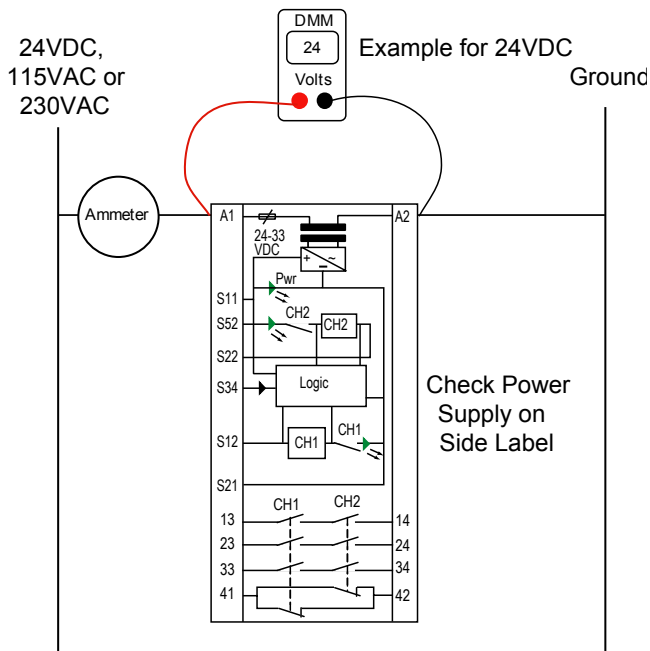 DMM
24
Volts
24VDC,
115VAC or
230VAC
Example for 24VDC
Ground
Ammeter
A1
A2
24-33
VDC
+
~
Pwr
S11
CH2
S52
CH2
S22
Logic
S34
CH1
S12
CH1
S21
Check Power
Supply on
Side Label
CH1 CH2
13 14
23 24
33 34
41 42